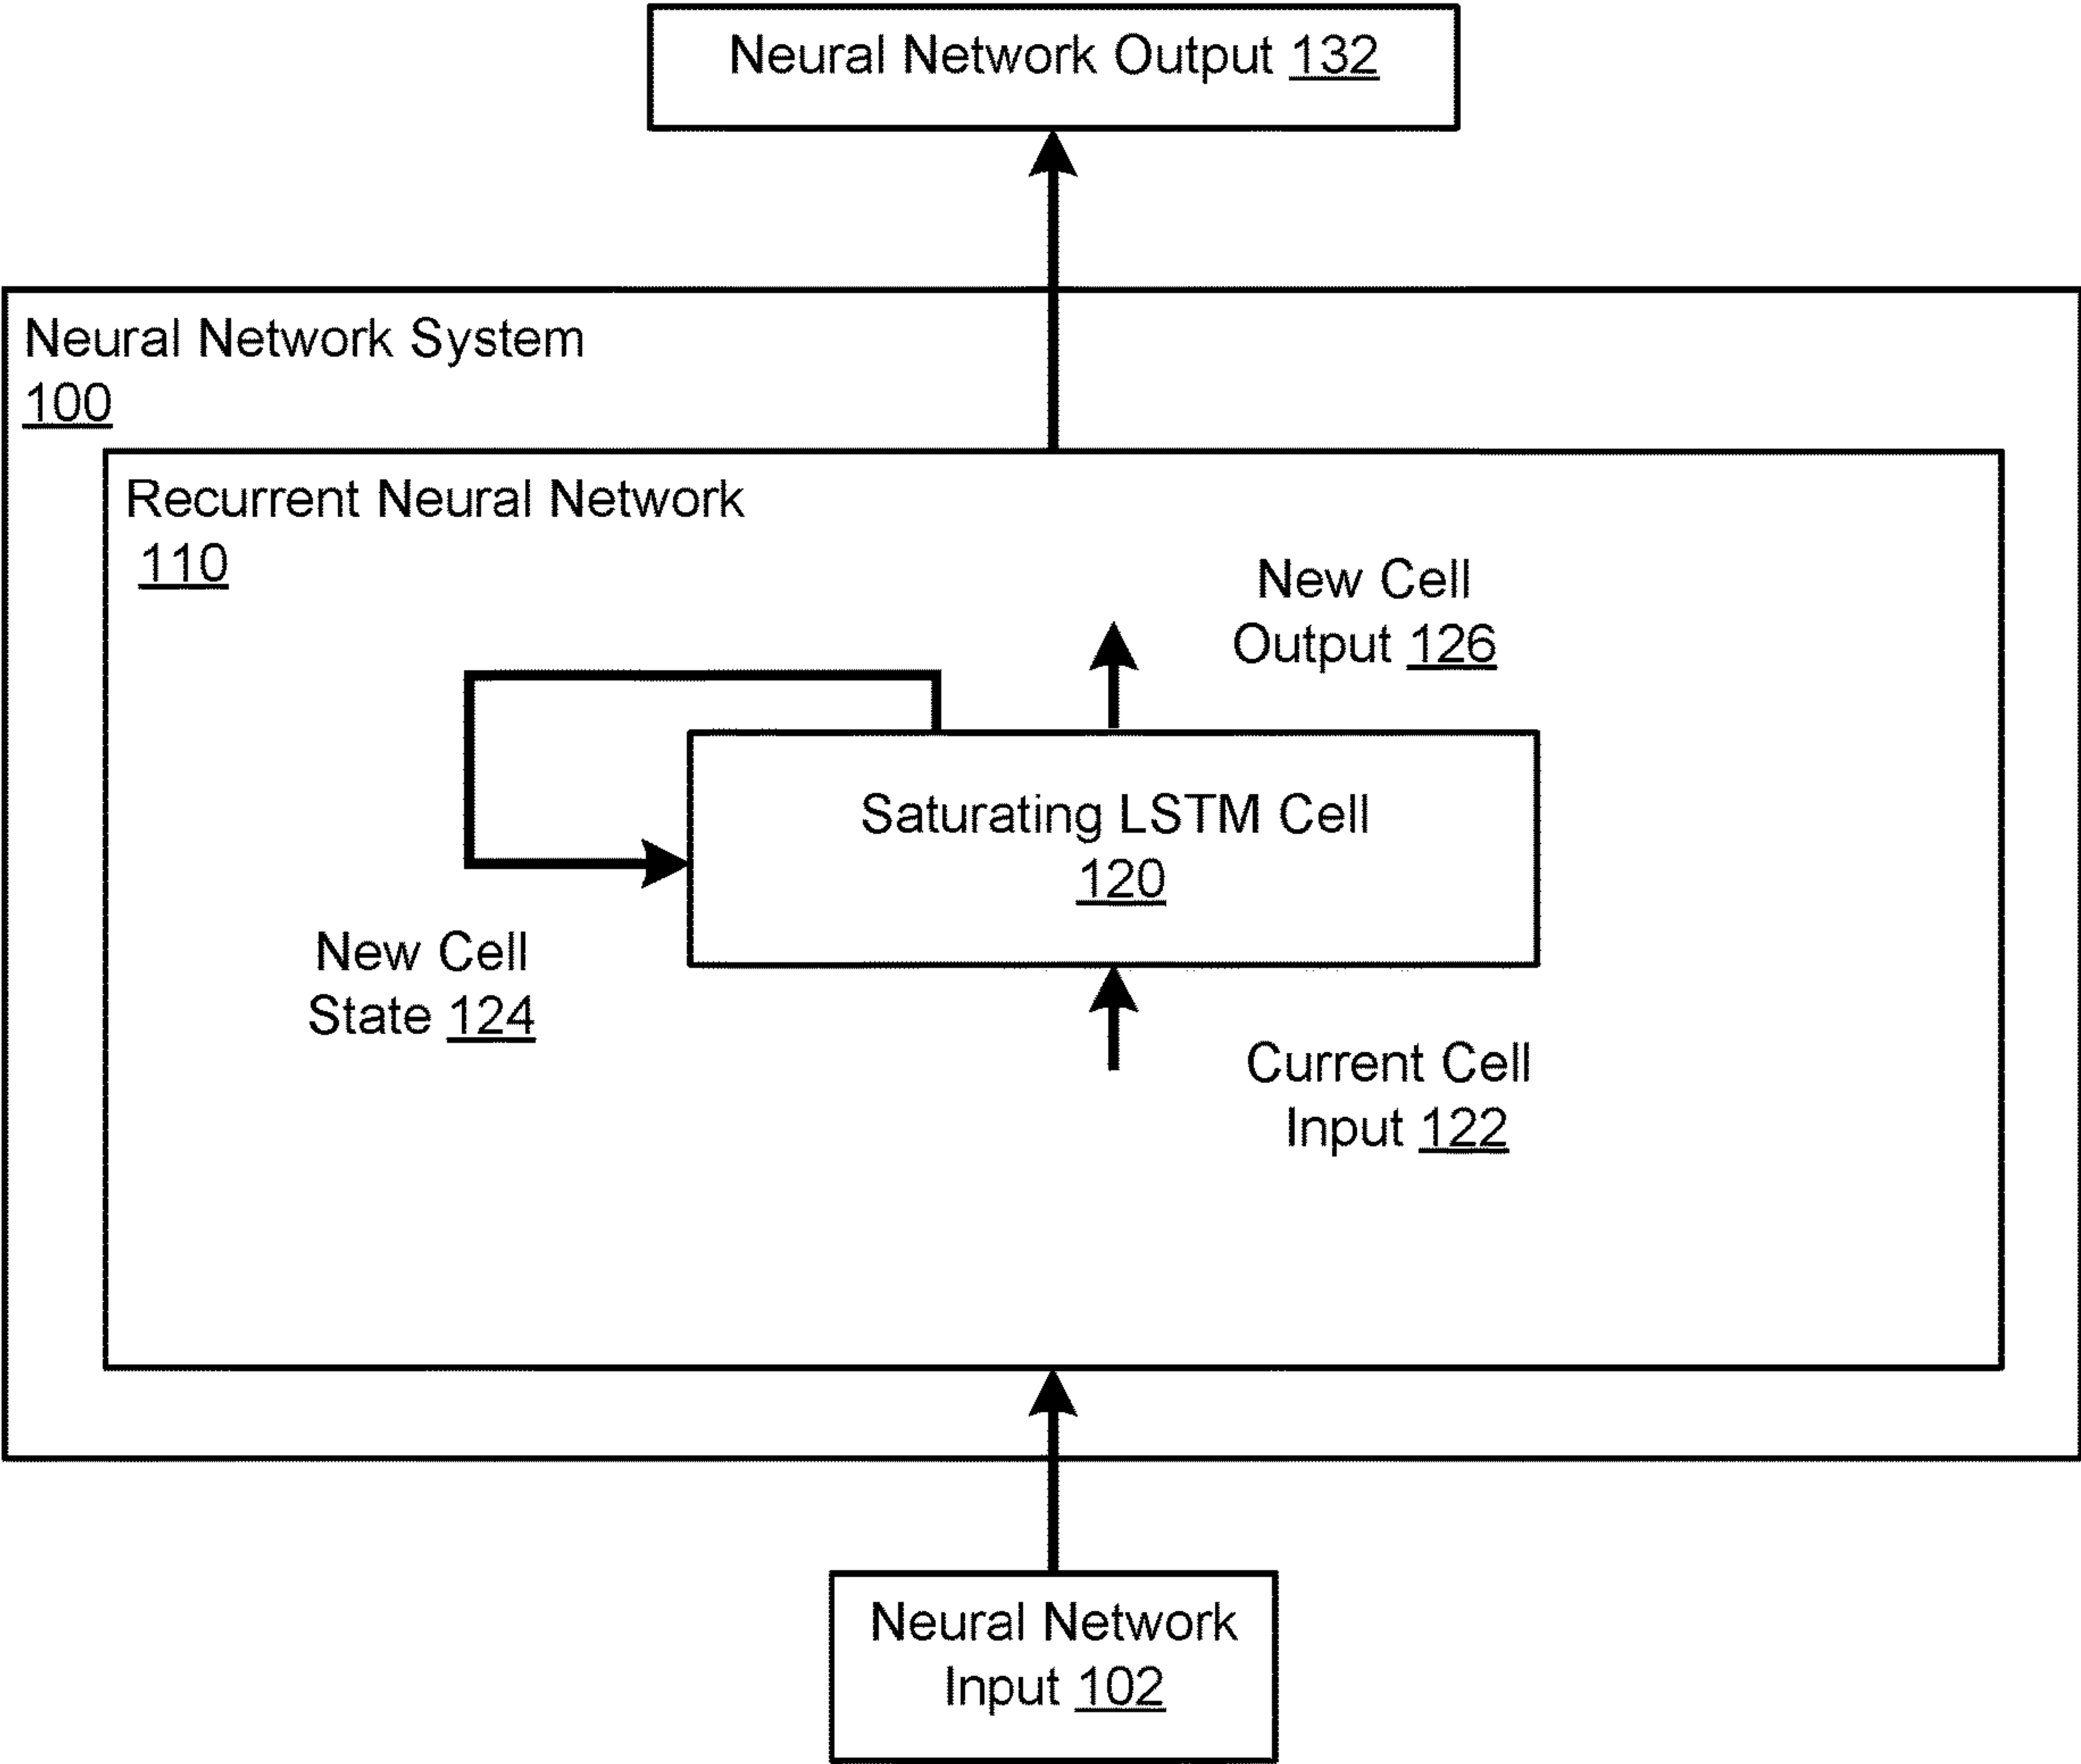 Neural Network Output 132
Neural Network System
100
Recurrent Neural Network
110
New Cell
Output 126
Saturating LSTM Cell
120
New Cell
State 124
Current Cell
Input 122
Neural Network
Input 102